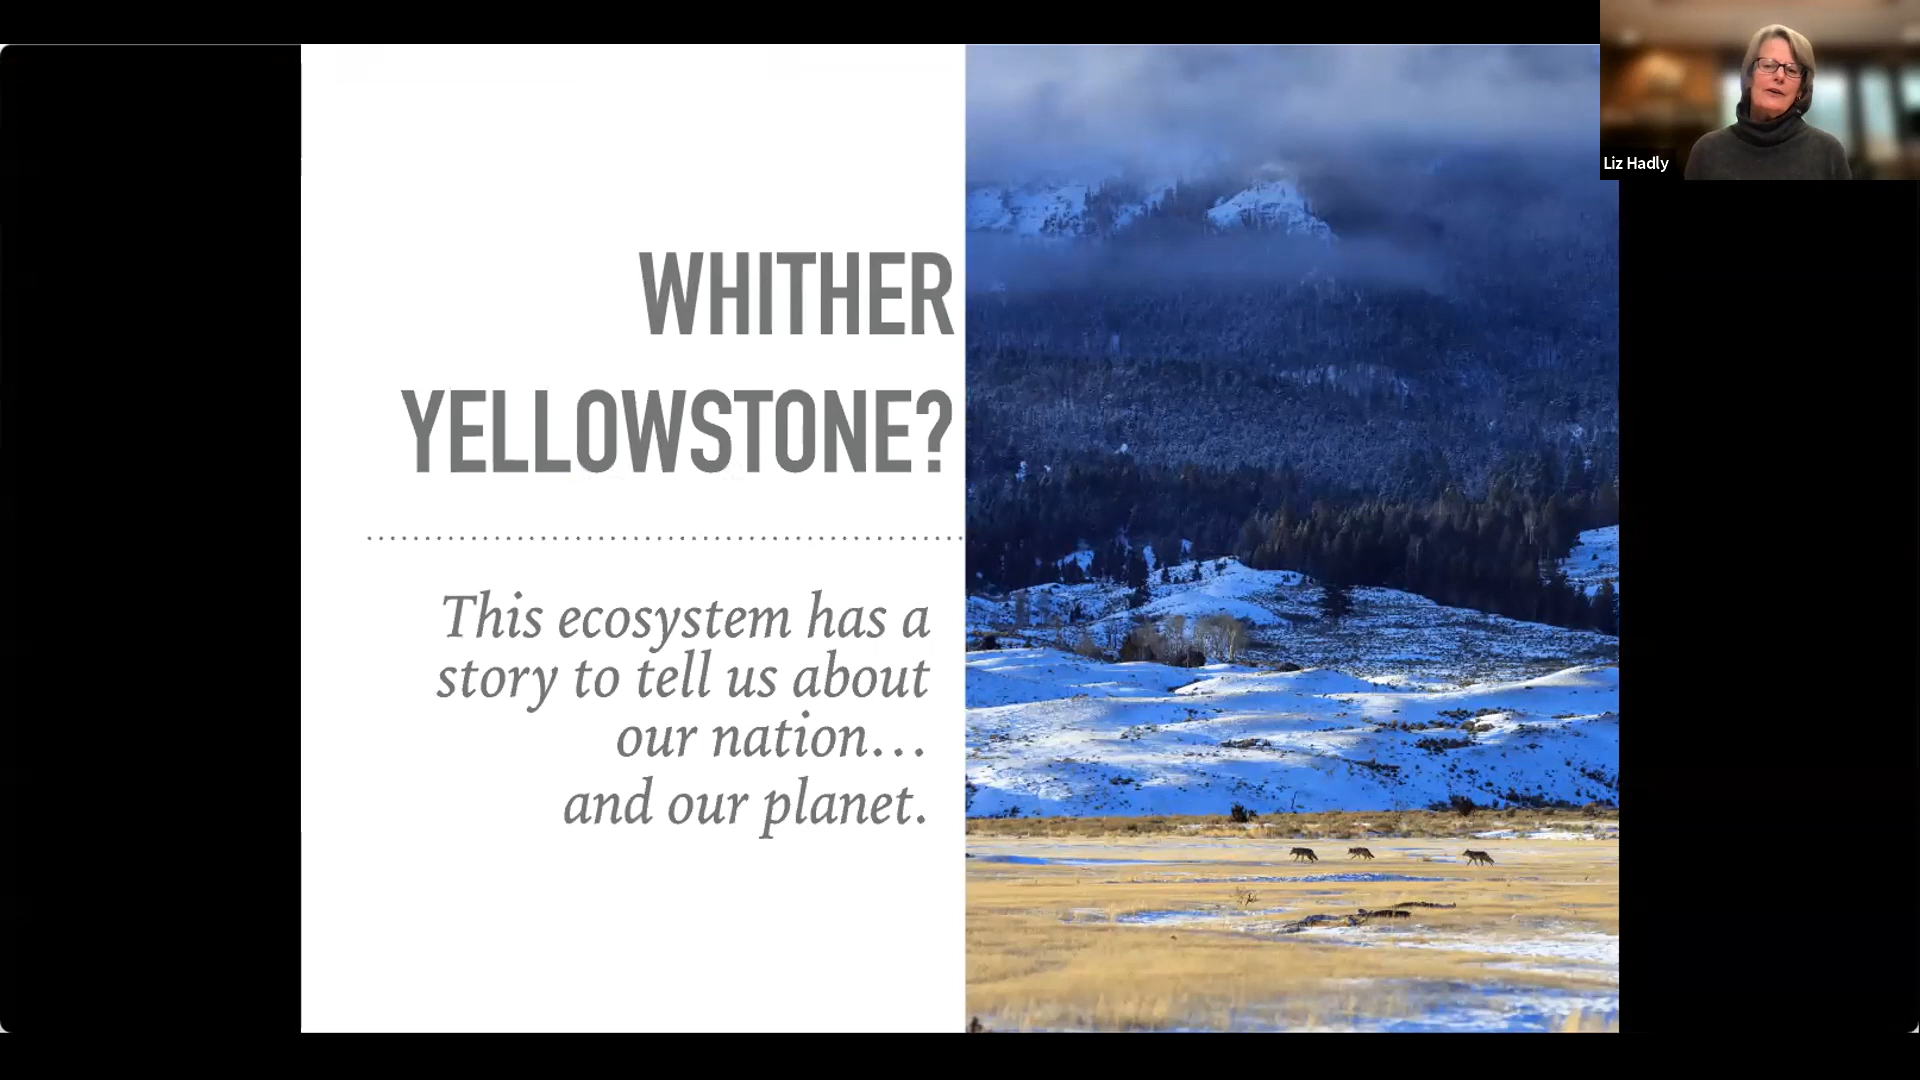 WHITHER
YELLOWSTONE?
This ecosystem has a
story to tell us about
our nation...
and our planet.
Liz Hadly